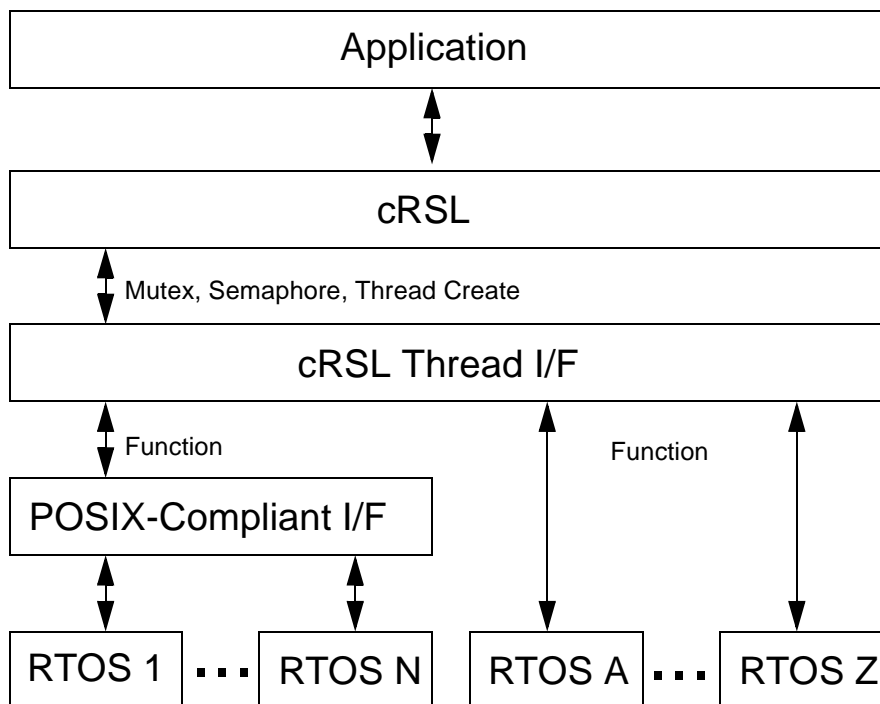 Application
cRSL
Mutex, Semaphore, Thread Create
cRSL Thread I/F
Function
Function
POSIX-Compliant I/F
RTOS 1
RTOS N
RTOS A
RTOS Z